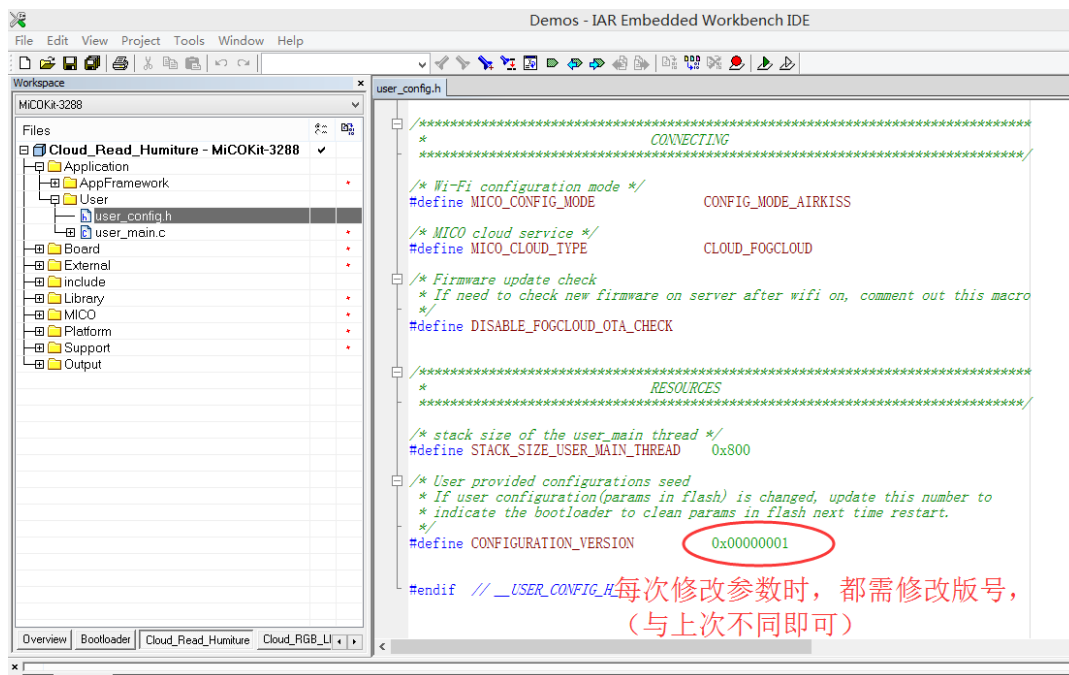 Demos - IAR Embedded Workbench IDE
File Edit View Project Tools Window Help
Workspace
MiCOKit-3288
Files
Cloud_Read_Humiture - MiCOKit-3288
Application
AppFramework
User
user_config.h
user_main.c
Board
External
include
Library
MICO
Platform
Support
Output
Overview Bootloader Cloud_Read_Humiture Cloud_RGB_LI
user_config.h
/*******************************************************************************
* CONNECTING
******************************************************************************/
/* Wi-Fi configuration mode */
#define MICO_CONFIG_MODE CONFIG_MODE_AIRKISS
/* MICO cloud service */
#define MICO_CLOUD_TYPE CLOUD_FOGCLOUD
/* Firmware update check
* If need to check new firmware on server after wifi on, comment out this macro
*/
#define DISABLE_FOGCLOUD_OTA_CHECK
/*******************************************************************************
* RESOURCES
******************************************************************************/
/* stack size of the user_main thread */
#define STACK_SIZE_USER_MAIN_THREAD 0x800
/* User provided configurations seed
* If user configuration(params in flash) is changed, update this number to
* indicate the bootloader to clean params in flash next time restart.
*/
#define CONFIGURATION_VERSION 0x00000001
#endif // __USER_CONFIG_H_
每次修改参数时，都需修改版号，
（与上次不同即可）